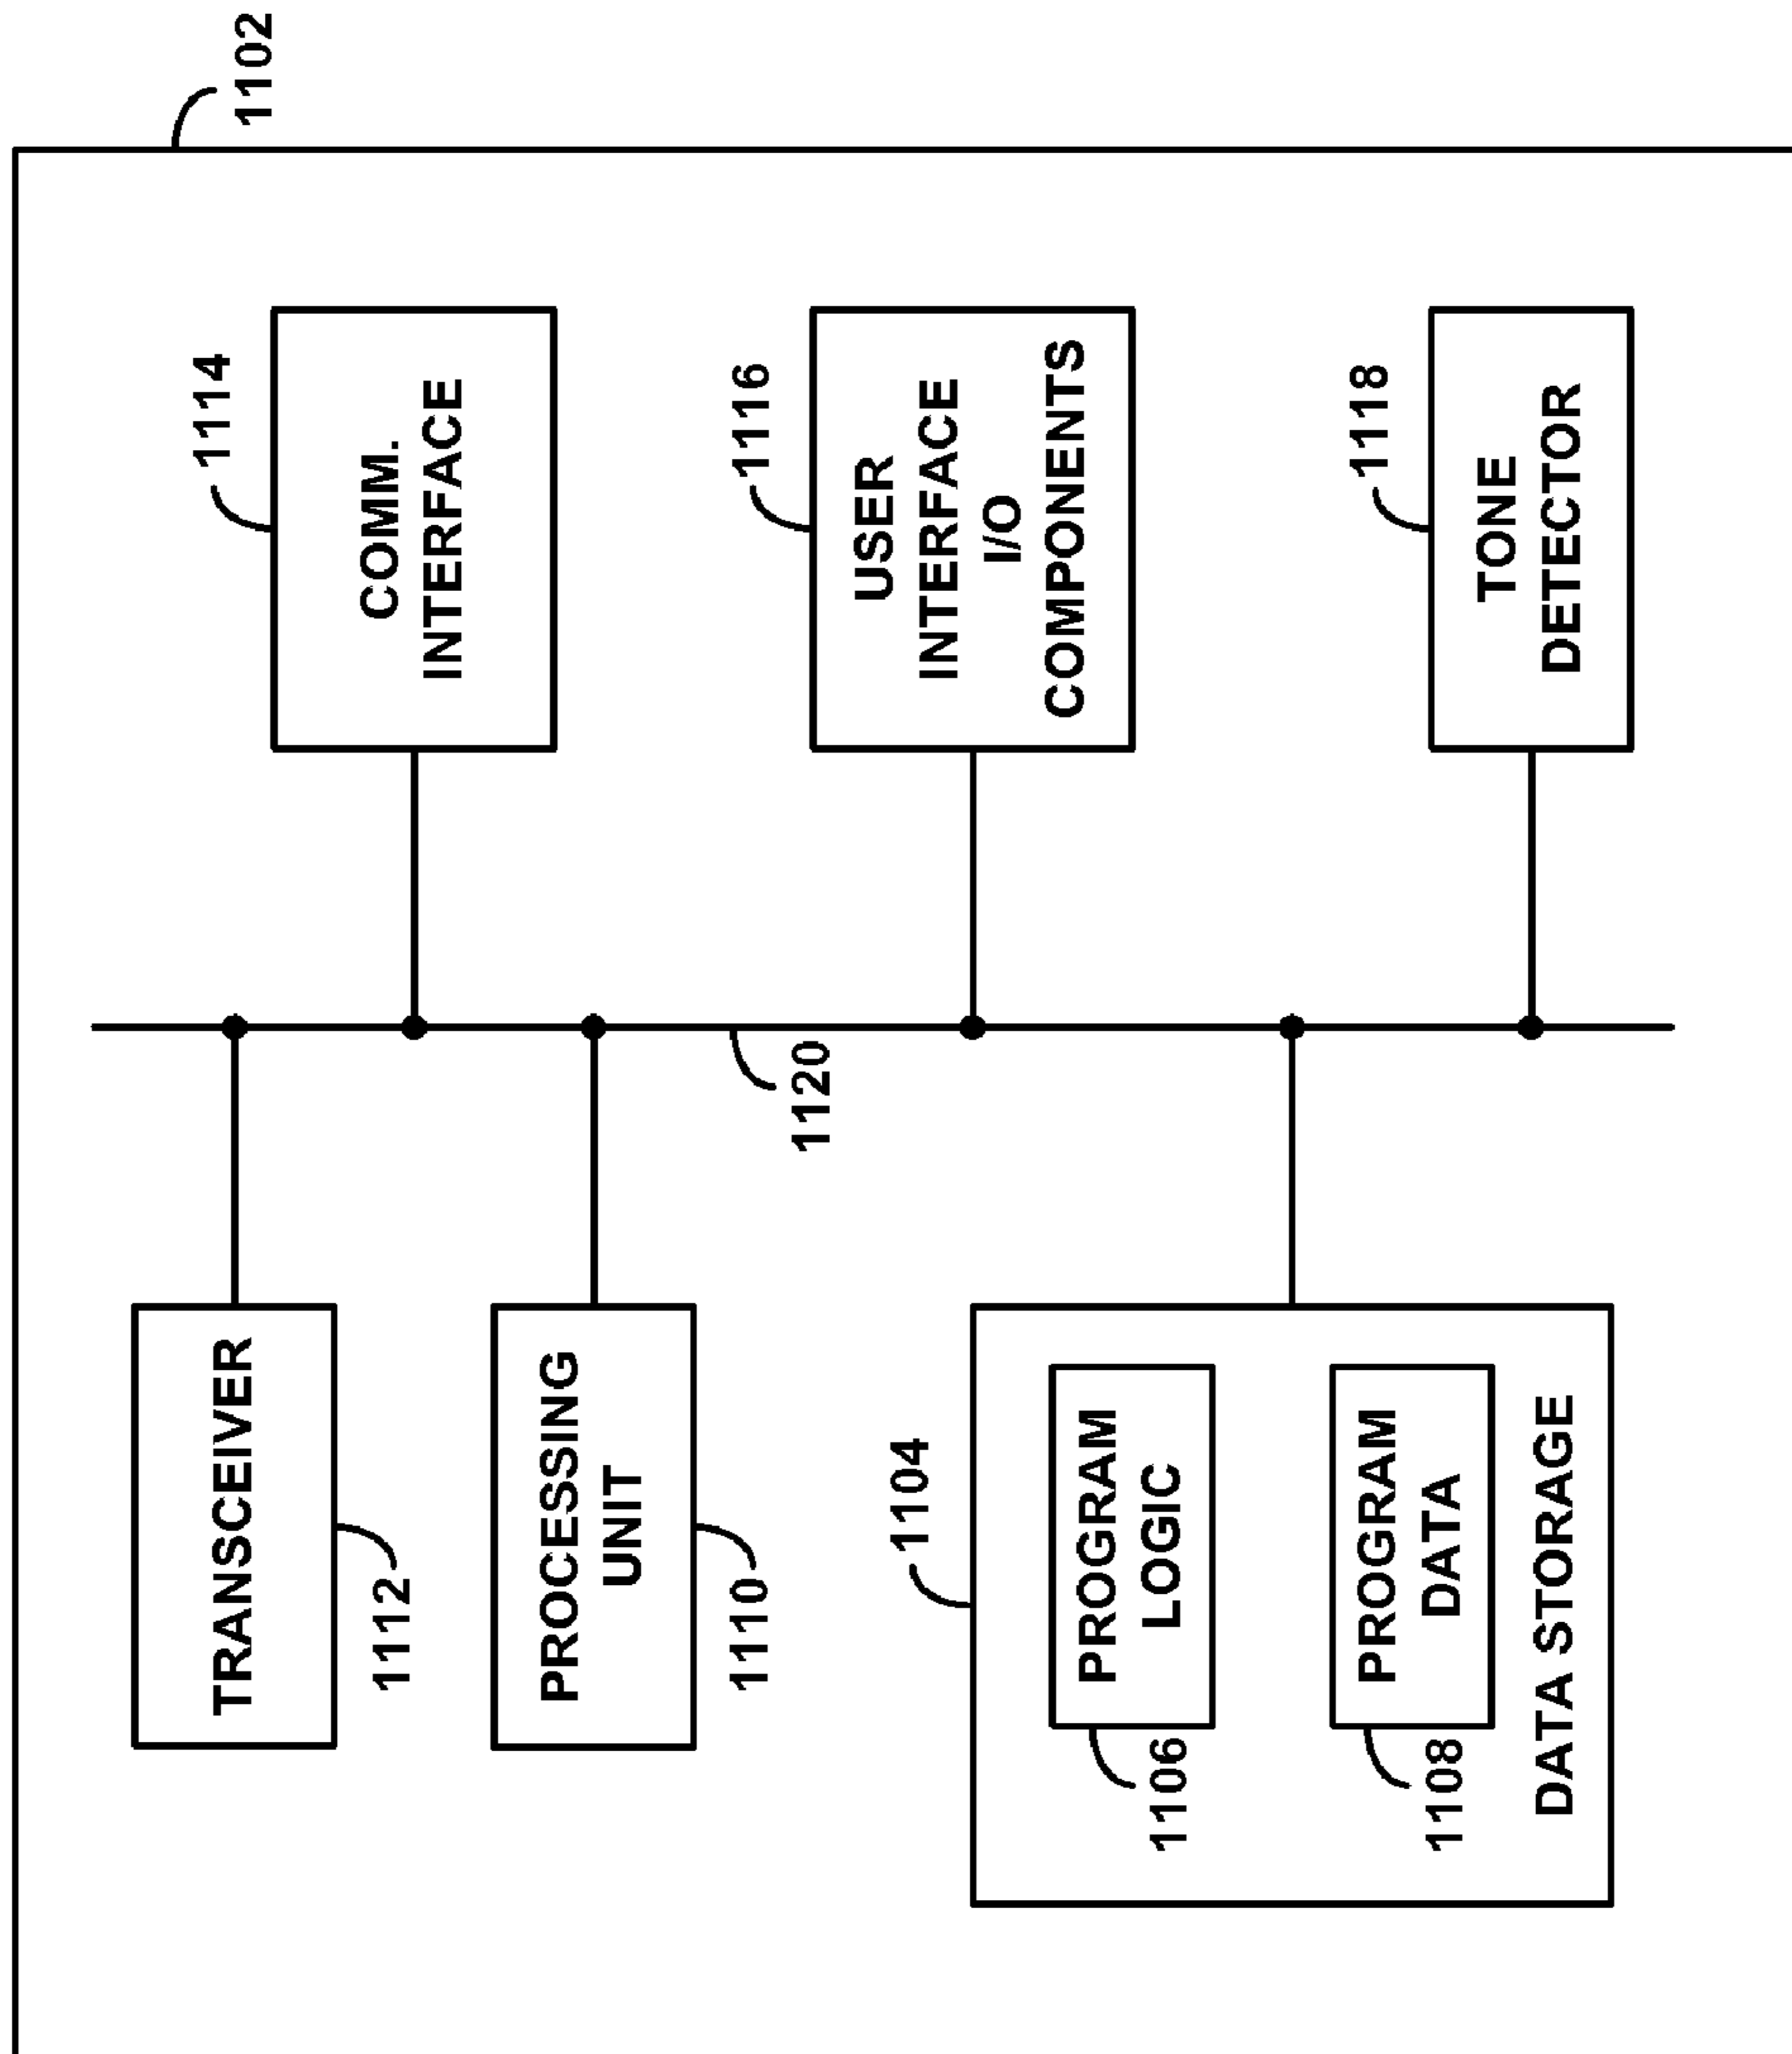 1102
1114
COMM.
INTERFACE
1116
USER
INTERFACE
I/O
COMPONENTS
1118
TONE
DETECTOR
1120
TRANSCEIVER
1112
PROCESSING
UNIT
1110
1104
PROGRAM
LOGIC
1106
PROGRAM
DATA
1108
DATA STORAGE